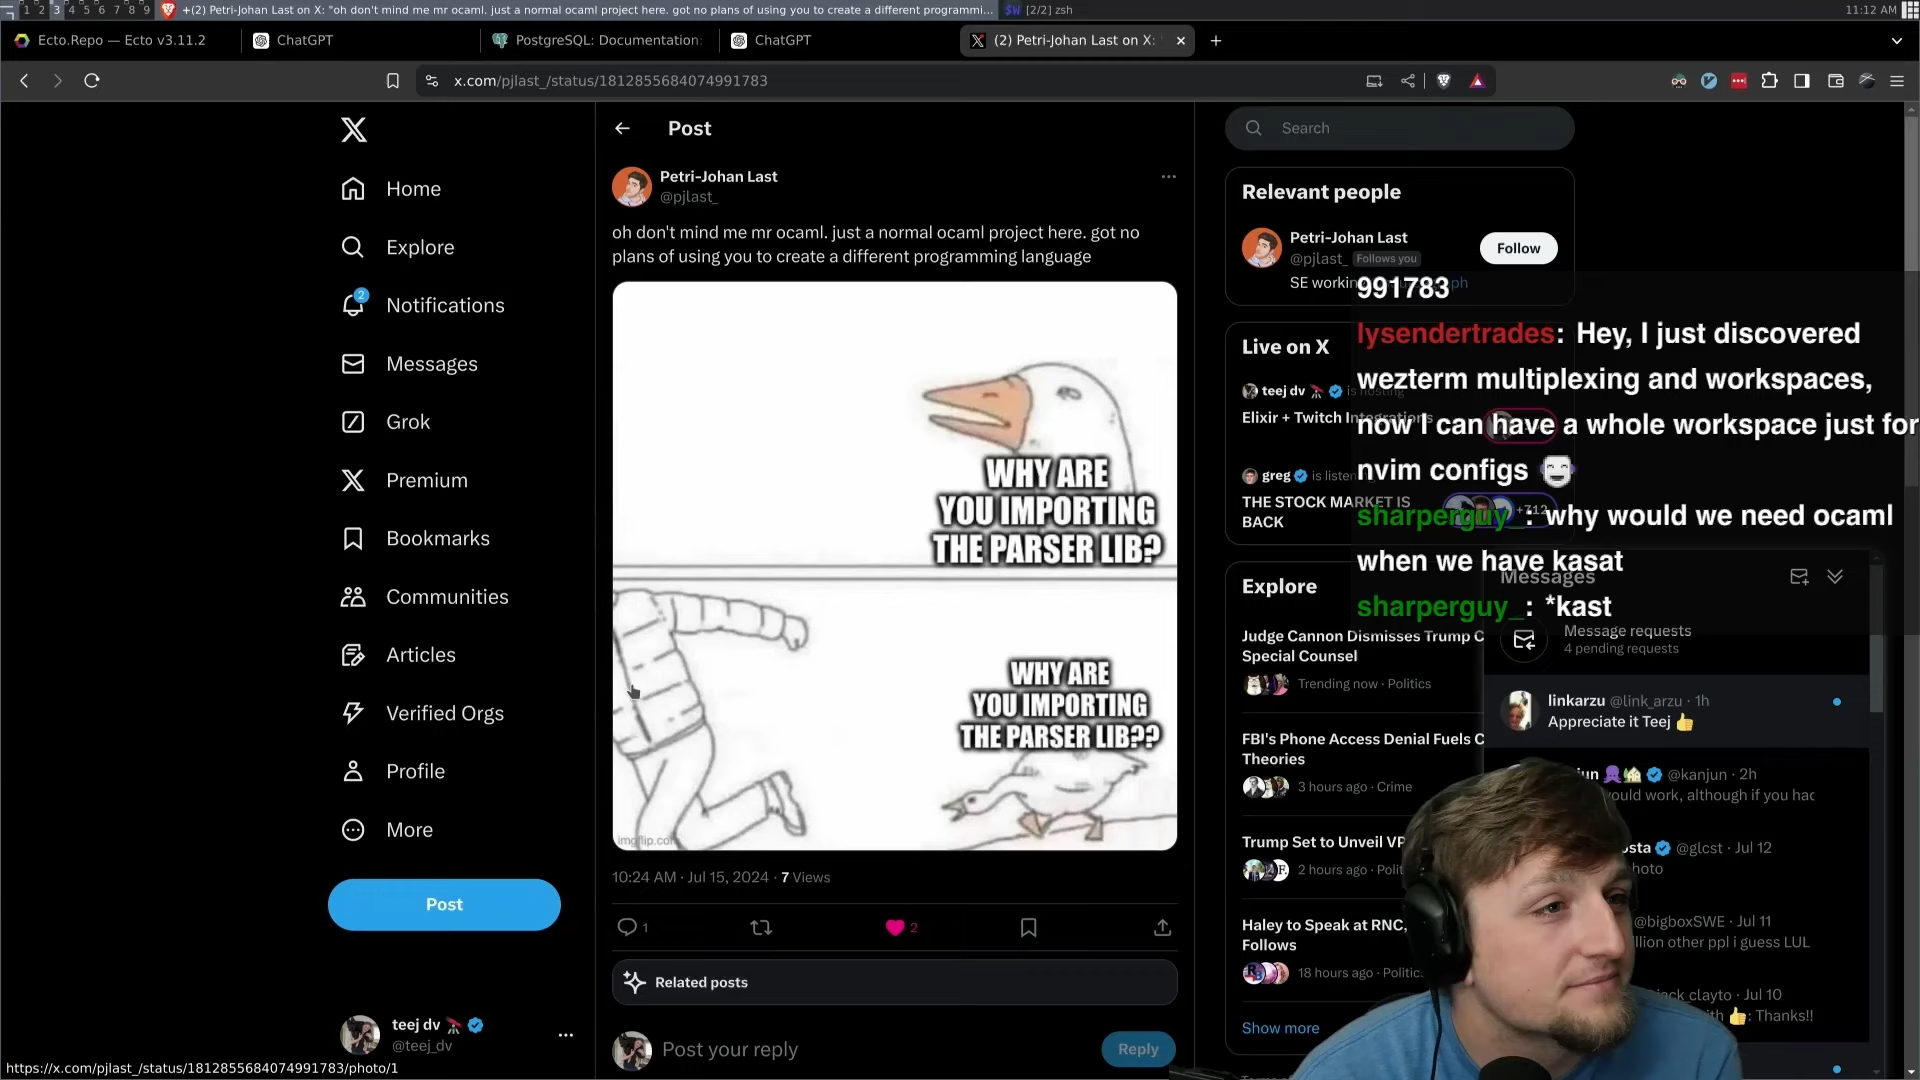 1 2 3 4 5 6 7 8 9
+(2) Petri-Johan Last on X: "oh don't mind me mr ocaml. just a normal ocaml project here. got no plans of using you to create a different programmi...
[2/2] zsh
11:12 AM
Ecto.Repo — Ecto v3.11.2
ChatGPT
PostgreSQL: Documentation:
ChatGPT
(2) Petri-Johan Last on X:
x.com/pjlast_/status/1812855684074991783
Home
Explore
Notifications
2
Messages
Grok
Premium
Bookmarks
Communities
Articles
Verified Orgs
Profile
More
Post
teej dv
@teej_dv
https://x.com/pjlast_/status/1812855684074991783/photo/1
Post
Petri-Johan Last
@pjlast_
oh don't mind me mr ocaml. just a normal ocaml project here. got no
plans of using you to create a different programming language
WHY ARE
YOU IMPORTING
THE PARSER LIB?
WHY ARE
YOU IMPORTING
THE PARSER LIB??
imgflip.com
10:24 AM · Jul 15, 2024 · 7 Views
1
2
Related posts
Post your reply
Reply
Search
Relevant people
Petri-Johan Last
@pjlast_ Follows you
Follow
SE workin
ph
991783
lysendertrades: Hey, I just discovered
wezterm multiplexing and workspaces,
now I can have a whole workspace just for
nvim configs
sharperguy_: why would we need ocaml
when we have kasat
sharperguy_: *kast
Live on X
teej dv is hosting
Elixir + Twitch Integrations
greg is listen
THE STOCK MARKET IS
BACK
+712
Explore
Judge Cannon Dismisses Trump C
Special Counsel
Trending now · Politics
FBI's Phone Access Denial Fuels C
Theories
3 hours ago · Crime
Trump Set to Unveil VP
2 hours ago · Polit
Haley to Speak at RNC,
Follows
18 hours ago · Politic
Show more
Messages
Message requests
4 pending requests
linkarzu @link_arzu · 1h
Appreciate it Teej
@kanjun · 2h
ould work, although if you had
osta @glcst · Jul 12
hoto
@bigboxSWE · Jul 11
llion other ppl i guess LUL
ack clayto · Jul 10
: Thanks!!